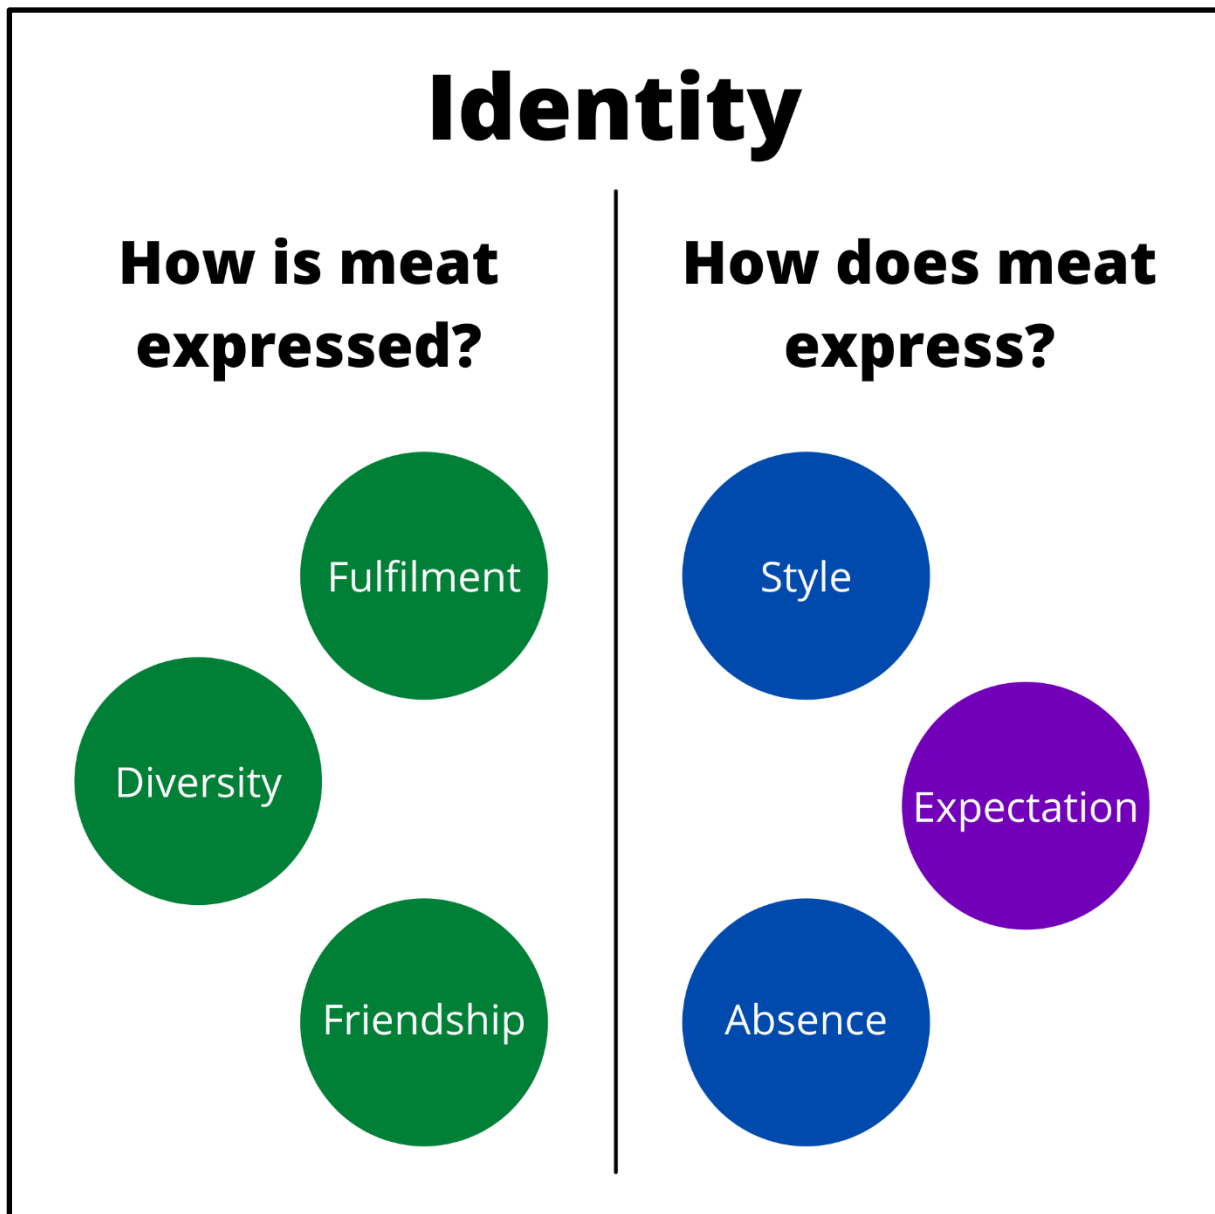 Identity
How is meat
expressed?
Fulfilment
Diversity
Friendship
How does meat
express?
Style
Expectation
Absence